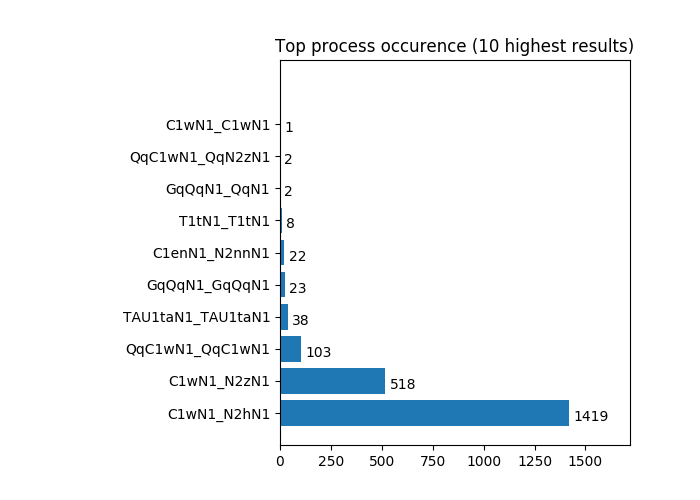 Top process occurence (10 highest results)
C1wN1_C1wN1 1
QqC1wN1_QqN2zN1 2
GqQqN1_QqN1 2
T1tN1_T1tN1 8
C1enN1_N2nnN1 22
GqQqN1_GqQqN1 23
TAU1taN1_TAU1taN1 38
QqC1wN1_QqC1wN1 103
C1wN1_N2zN1 518
C1wN1_N2hN1 1419
0 250 500 750 1000 1250 1500